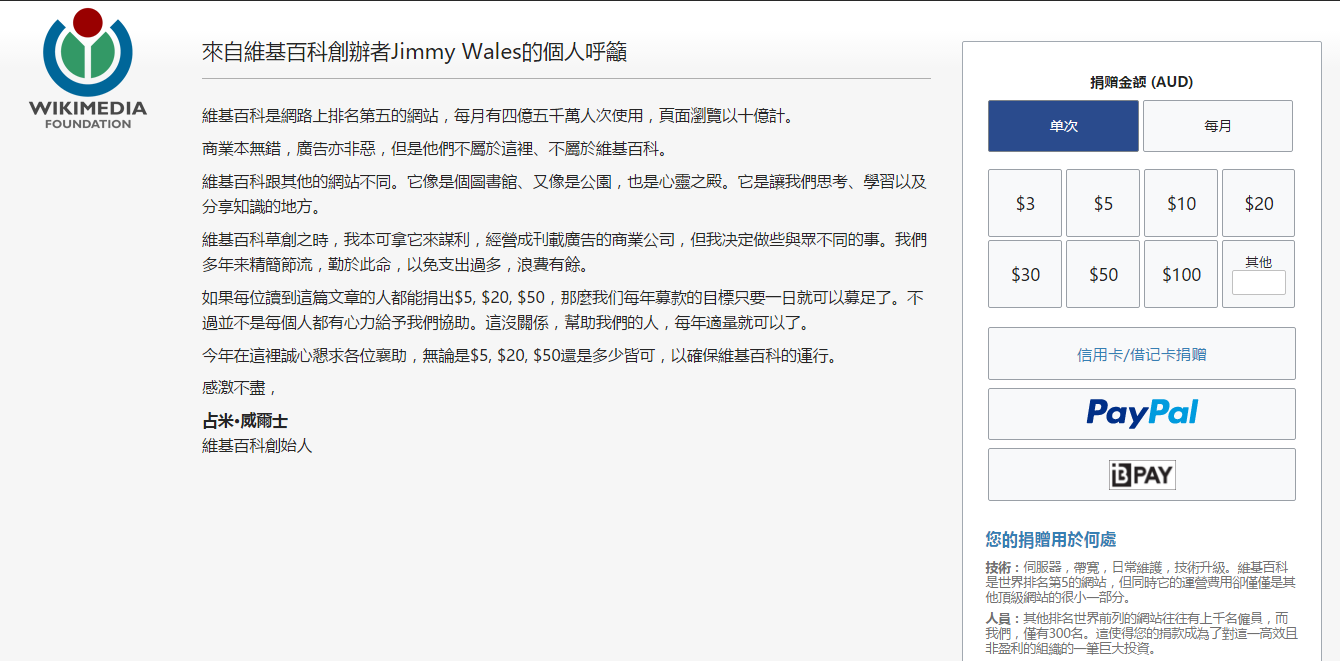 WIKIMEDIA
FOUNDATION
來自維基百科創辦者Jimmy Wales的個人呼籲
維基百科是網路上排名第五的網站，每月有四億五千萬人次使用，頁面瀏覽以十億計。
商業本無錯，廣告亦非惡，但是他們不屬於這裡、不屬於維基百科。
維基百科跟其他的網站不同。它像是個圖書館、又像是公園，也是心靈之殿。它是讓我們思考、學習以及
分享知識的地方。
維基百科草創之時，我本可拿它來謀利，經營成刊載廣告的商業公司，但我決定做些與眾不同的事。我們
多年来精簡節流，勤於此命，以免支出過多，浪費有餘。
如果每位讀到這篇文章的人都能捐出$5, $20, $50，那麼我们每年募款的目標只要一日就可以募足了。不
過並不是每個人都有心力給予我們協助。這沒關係，幫助我們的人，每年適量就可以了。
今年在這裡誠心懇求各位襄助，無論是$5, $20, $50還是多少皆可，以確保維基百科的運行。
感激不盡，
占米·威爾士
維基百科創始人
捐赠金额 (AUD)
单次
每月
$3
$5
$10
$20
$30
$50
$100
其他
信用卡/借记卡捐赠
PayPal
BPAY
您的捐贈用於何處
技術：伺服器，帶寬，日常維護，技術升級。維基百科
是世界排名第5的網站，但同時它的運營費用卻僅僅是其
他頂級網站的很小一部分。
人員：其他排名世界前列的網站往往有上千名僱員，而
我們，僅有300名。這使得您的捐款成為了對這一高效且
非盈利的組織的一筆巨大投資。